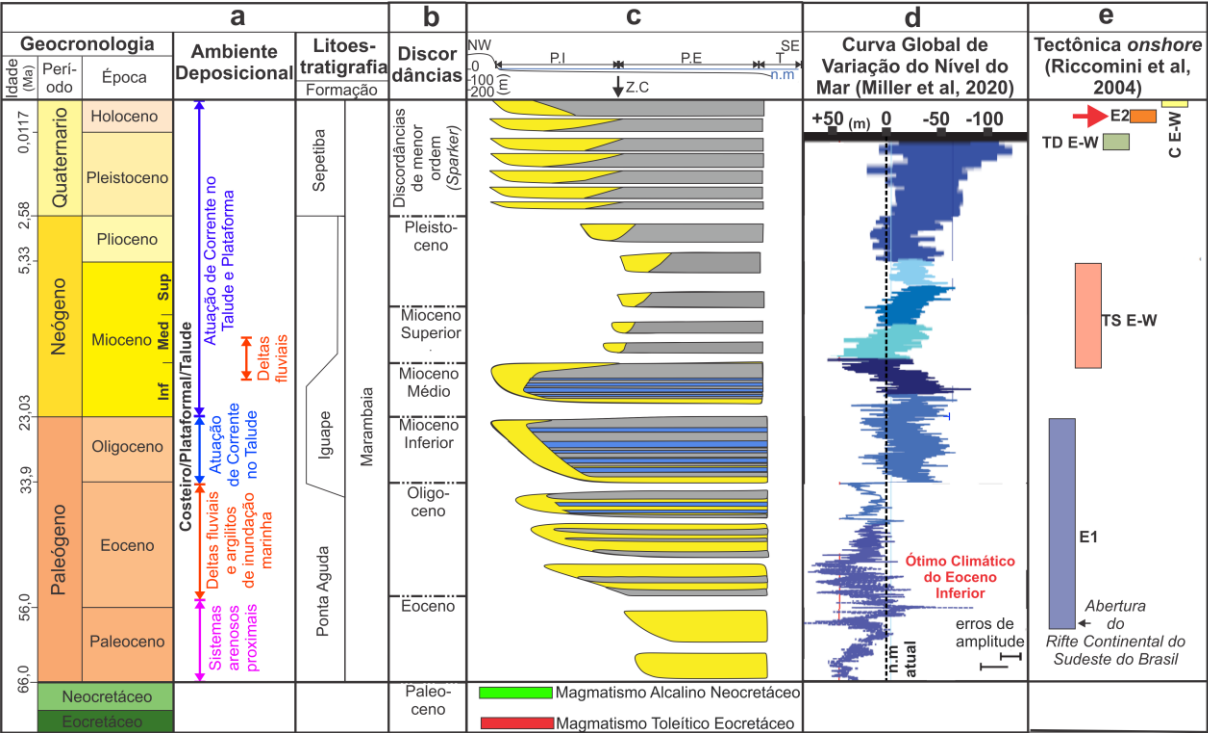 a
b
c
d
e
Geocronologia
Idade
(Ma)
Perí-
odo
Época
Ambiente
Deposicional
Litoes-
tratigrafia
Formação
Discor
dâncias
NW
SE
P.I
P.E
T
0
-100
-200
(m)
n.m
Z.C
Curva Global de
Variação do Nível do
Mar (Miller et al, 2020)
+50 (m) 0 -50 -100
Tectônica onshore
(Riccomini et al,
2004)
E2
TD E-W
C E-W
TS E-W
E1
Abertura
do
Rifte Continental do
Sudeste do Brasil
0,0117
2,58
5,33
23,03
33,9
56,0
66,0
Quaternario
Neógeno
Paleógeno
Holoceno
Pleistoceno
Plioceno
Mioceno
Sup
Med
Inf
Oligoceno
Eoceno
Paleoceno
Neocretáceo
Eocretáceo
Costeiro/Plataformal/Talude
Atuação de Corrente no
Talude e Plataforma
Deltas
fluviais
Atuação
de Corrente
no Talude
Deltas fluviais
e argilitos
de inundação
marinha
Sistemas
arenosos
proximais
Sepetiba
Iguape
Ponta Aguda
Marambaia
Discordâncias
de menor
ordem
(Sparker)
Pleisto-
ceno
Mioceno
Superior
Mioceno
Médio
Mioceno
Inferior
Oligo-
ceno
Eoceno
Paleo-
ceno
Magmatismo Alcalino Neocretáceo
Magmatismo Toleítico Eocretáceo
Ótimo Climático
do Eoceno
Inferior
erros de
amplitude
n.m
atual